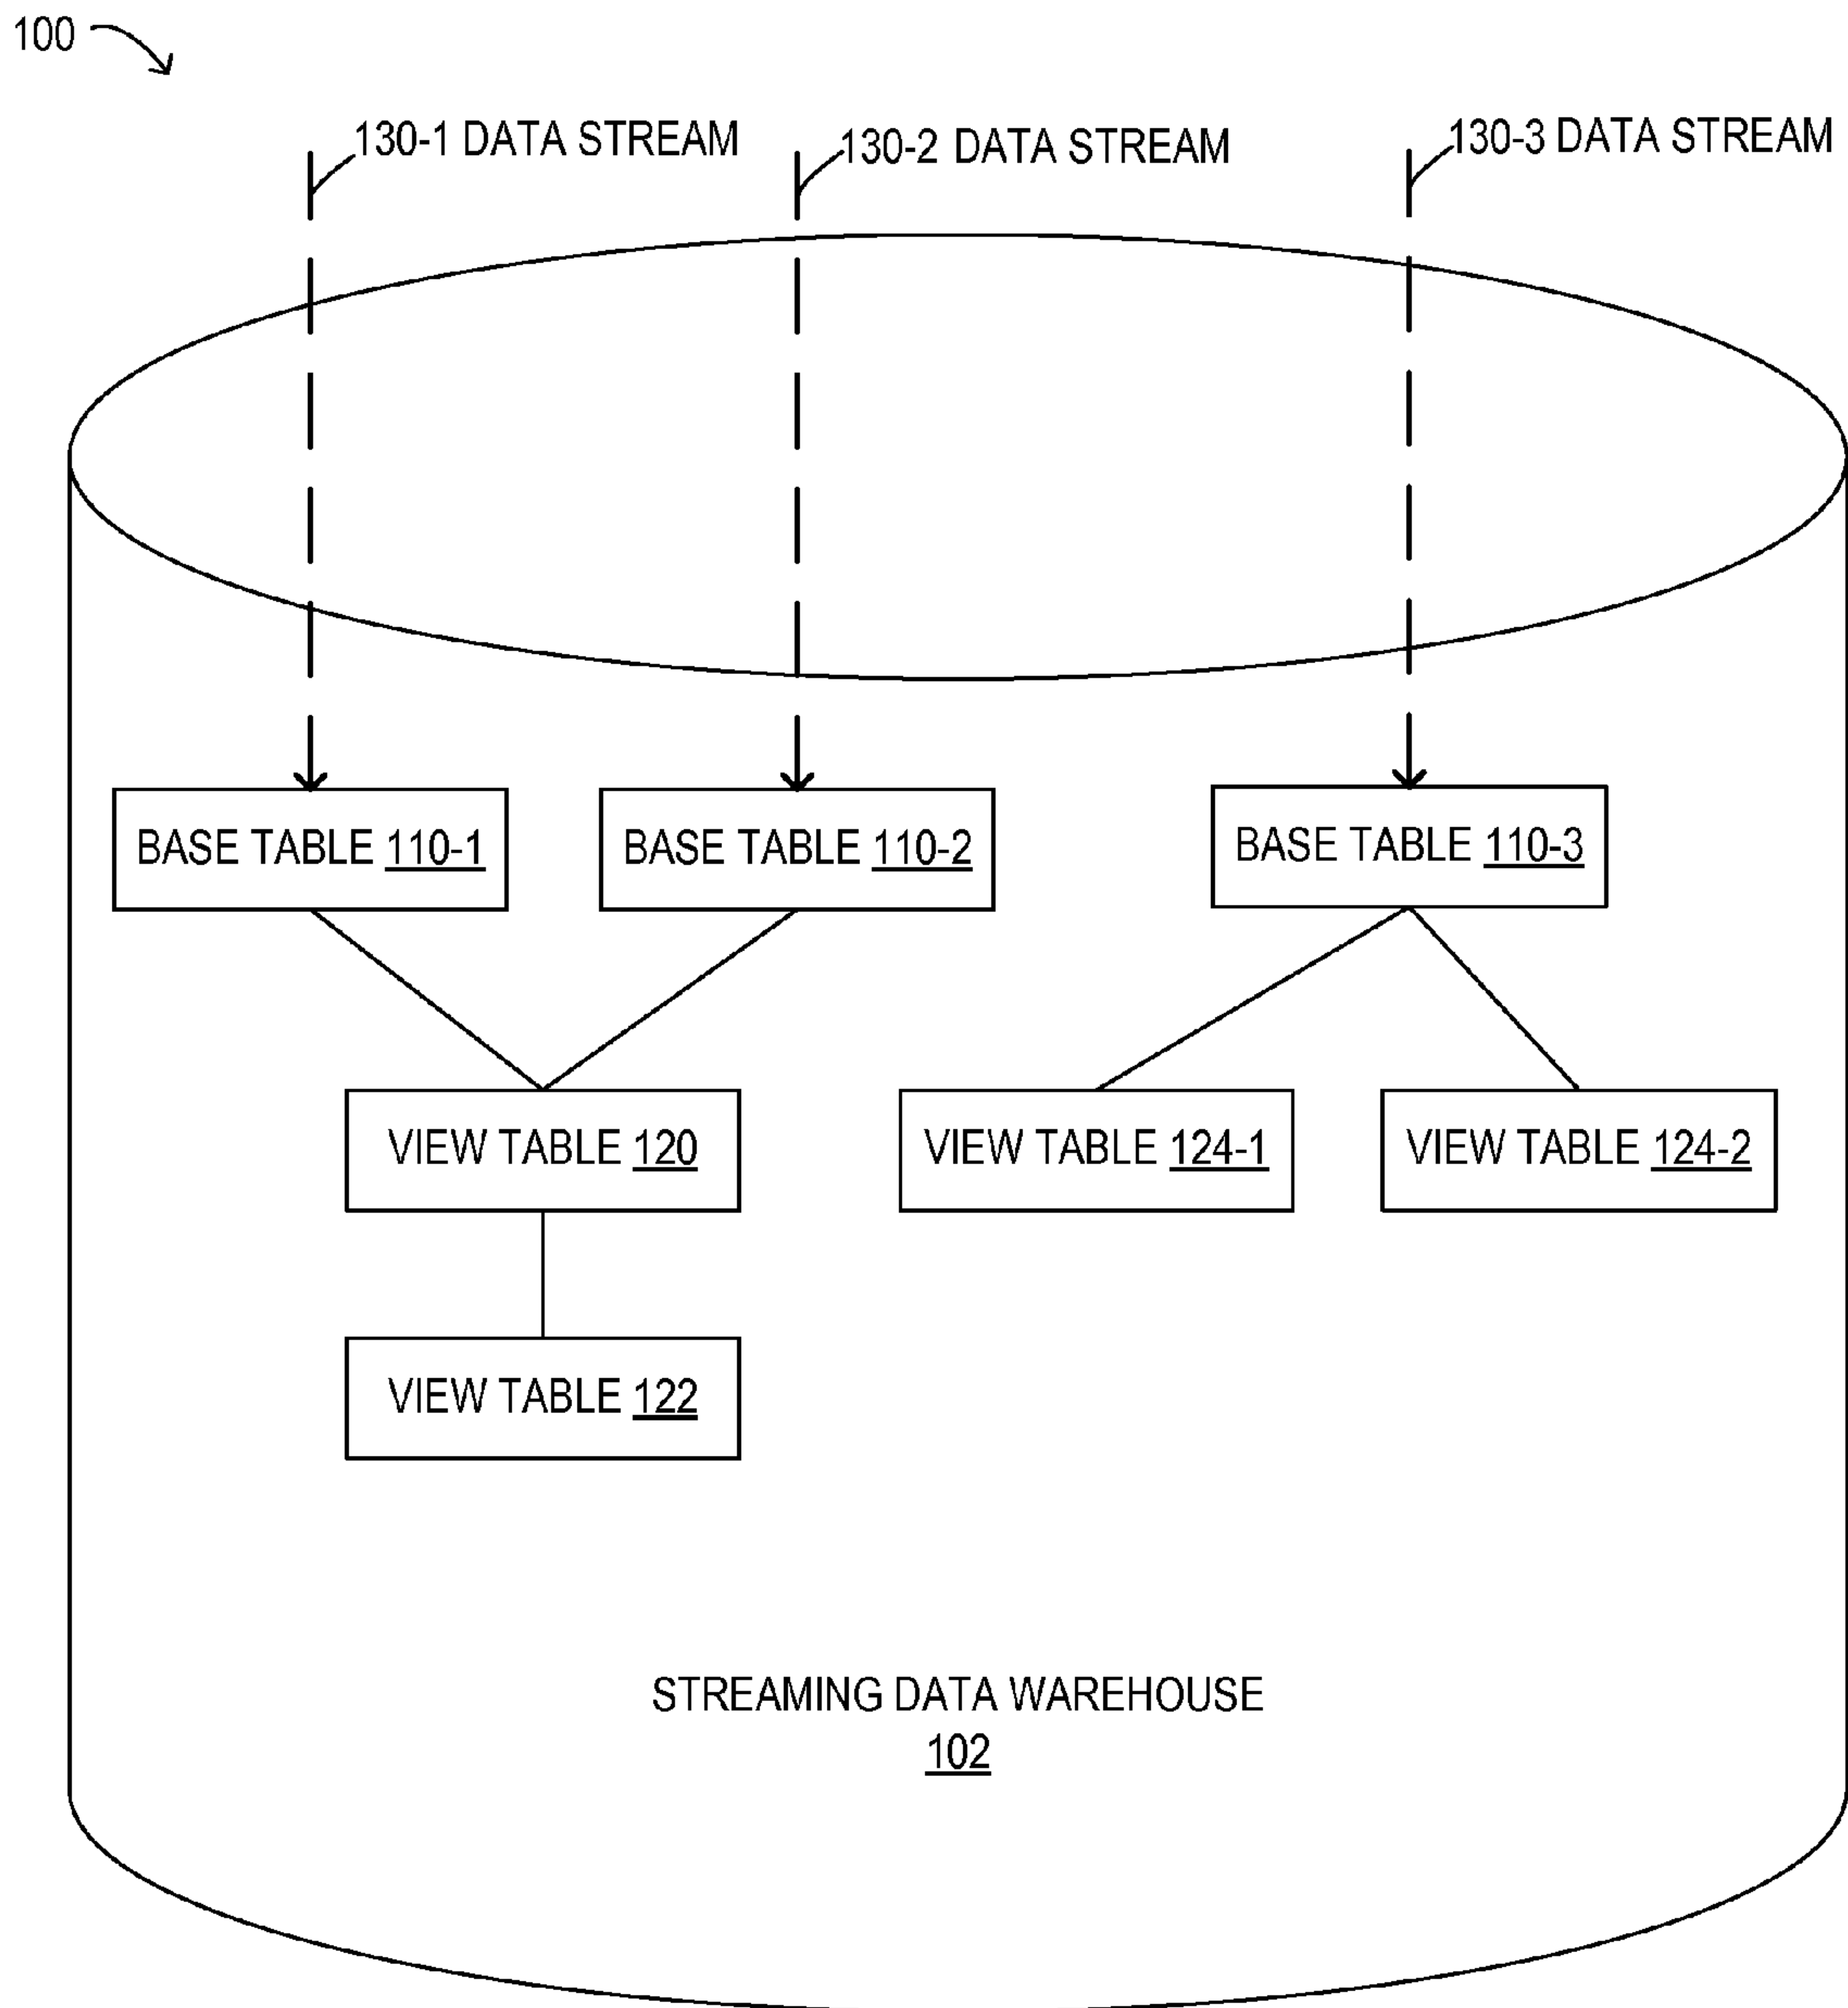 100
130-1 DATA STREAM
130-2 DATA STREAM
130-3 DATA STREAM
BASE TABLE 110-1
BASE TABLE 110-2
BASE TABLE 110-3
VIEW TABLE 120
VIEW TABLE 124-1
VIEW TABLE 124-2
VIEW TABLE 122
STREAMING DATA WAREHOUSE
102